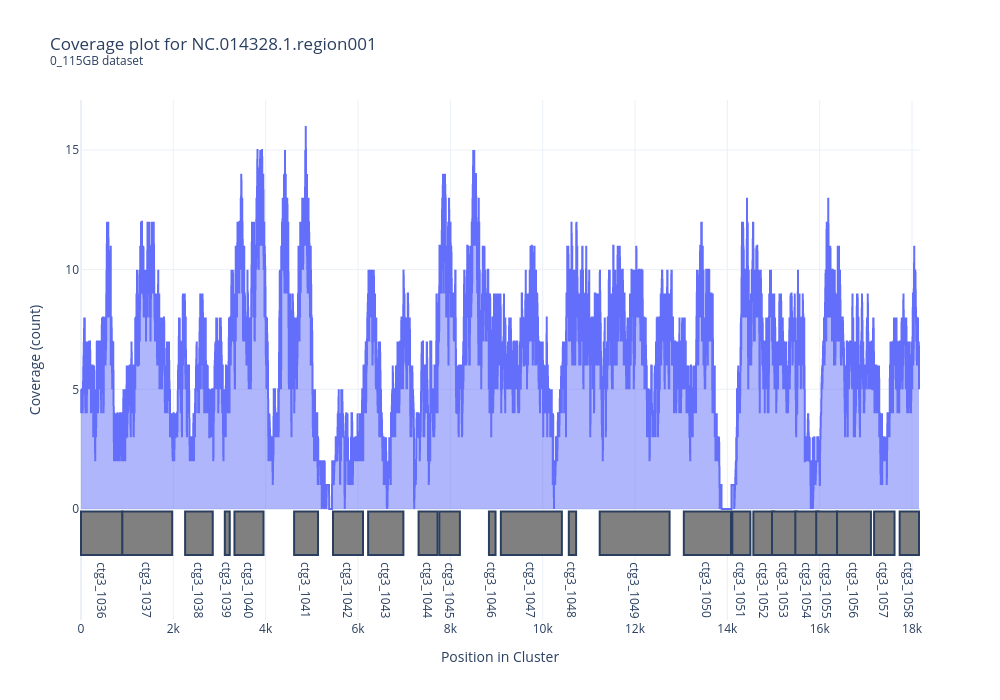 Coverage plot for NC.014328.1.region001
0_115GB dataset
Coverage (count)
15
10
5
0
ctg3_1036
ctg3_1037
ctg3_1038
ctg3_1039
ctg3_1040
ctg3_1041
ctg3_1042
ctg3_1043
ctg3_1044
ctg3_1045
ctg3_1046
ctg3_1047
ctg3_1048
ctg3_1049
ctg3_1050
ctg3_1051
ctg3_1052
ctg3_1053
ctg3_1054
ctg3_1055
ctg3_1056
ctg3_1057
ctg3_1058
0 2k 4k 6k 8k 10k 12k 14k 16k 18k
Position in Cluster